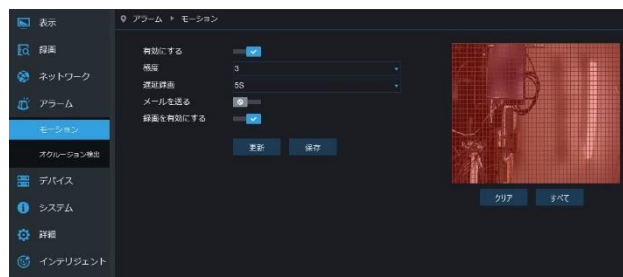 表示
録画
ネットワーク
アラーム
モーション
オクルージョン検出
デバイス
システム
詳細
インテリジェント
アラーム ▸ モーション
有効にする
感度 3
遅延録画 5S
メールを送る
録画を有効にする
更新 保存
クリア すべて